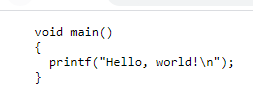 void main()
{
  printf("Hello, world!\n");
}